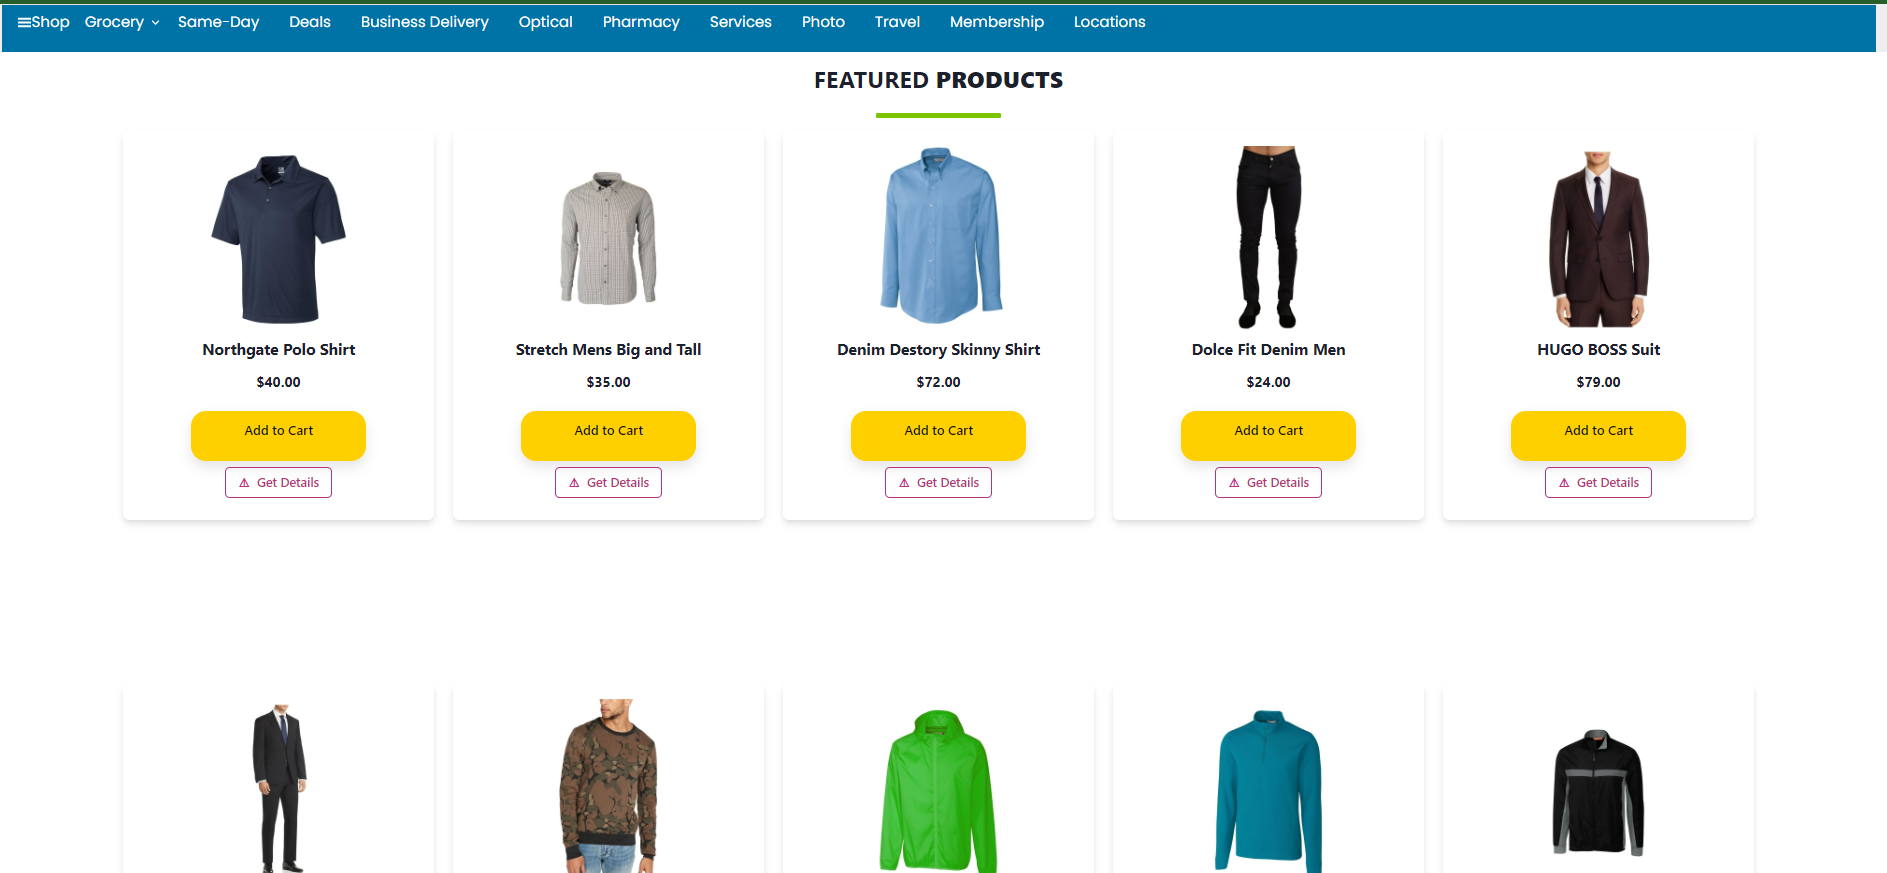 Shop Grocery Same-Day Deals Business Delivery Optical Pharmacy Services Photo Travel Membership Locations
FEATURED PRODUCTS
Northgate Polo Shirt
$40.00
Add to Cart
Get Details
Stretch Mens Big and Tall
$35.00
Add to Cart
Get Details
Denim Destory Skinny Shirt
$72.00
Add to Cart
Get Details
Dolce Fit Denim Men
$24.00
Add to Cart
Get Details
HUGO BOSS Suit
$79.00
Add to Cart
Get Details